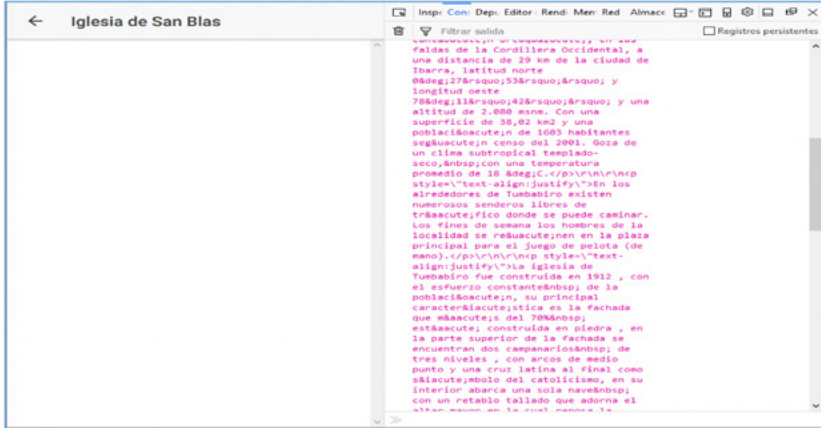 Iglesia de San Blas
Insp Con: Depu Editor Rendi Mem Red Almace
Filtrar salida
Registros persistentes
faldas de la Cordillera Occidental, a
una distancia de 29 km de la ciudad de
Ibarra, latitud norte
0&deg;27&rsquo;53&rsquo;&rsquo; y
longitud oeste
78&deg;11&rsquo;42&rsquo;&rsquo; y una
altitud de 2.080 msnm. Con una
superficie de 38,02 km2 y una
poblaci&oacute;n de 1603 habitantes
seg&uacute;n censo del 2001. Goza de
un clima subtropical templado-
seco,&nbsp;con una temperatura
promedio de 18 &deg;C.</p>\r\n\r\n<p
style=\"text-align:justify\">En los
alrededores de Tumbabiro existen
numerosos senderos libres de
tr&aacute;fico donde se puede caminar.
Los fines de semana los hombres de la
localidad se re&uacute;nen en la plaza
principal para el juego de pelota (de
mano).</p>\r\n\r\n<p style=\"text-
align:justify\">La iglesia de
Tumbabiro fue construida en 1912 , con
el esfuerzo constante&nbsp; de la
poblaci&oacute;n, su principal
caracter&iacute;stica es la fachada
que m&aacute;s del 70%&nbsp;
est&aacute; construida en piedra , en
la parte superior de la fachada se
encuentran dos campanarios&nbsp; de
tres niveles , con arcos de medio
punto y una cruz latina al final como
s&iacute;mbolo del catolicismo, en su
interior abarca una sola nave&nbsp;
con un retablo tallado que adorna el